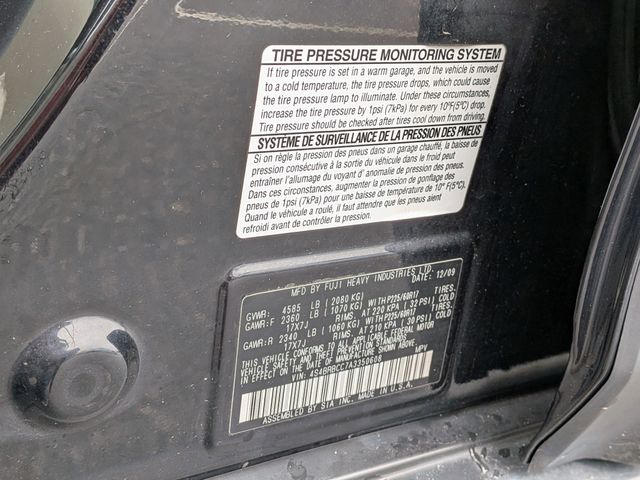 TIRE PRESSURE MONITORING SYSTEM
If tire pressure is set in a warm garage, and the vehicle is moved
to a cold temperature, the tire pressure drops, which could cause
the tire pressure lamp to illuminate. Under these circumstances,
increase the tire pressure by 1psi (7kPa) for every 10°F(5°C) drop.
Tire pressure should be checked after tires cool down from driving.
SYSTÈME DE SURVEILLANCE DE LA PRESSION DES PNEUS
Si on règle la pression des pneus dans un garage chauffé, la baisse de
pression consécutive à la sortie du véhicule dans le froid peut
entraîner l'allumage du voyant d' anomalie de pression des pneus.
Dans ces circonstances, augmenter la pression de gonflage des
pneus de 1psi (7kPa) pour une baisse de température de 10° F(5°C).
Quand le véhicule a roulé, il faut attendre que les pneus aient
refroidi avant de contrôler la pression.
MFD BY FUJI HEAVY INDUSTRIES LTD.
DATE: 12/09
GVWR: 4585 LB (2080 KG)
GAWR:F 2360 LB (1070 KG) WITH P225/60R17 TIRES.
17X7J RIMS. AT 220 KPA ( 32 PSI) COLD
GAWR:R 2340 LB (1060 KG) WITH P225/60R17 TIRES.
17X7J RIMS. AT 210 KPA ( 30 PSI) COLD
THIS VEHICLE CONFORMS TO ALL APPLICABLE FEDERAL MOTOR
VEHICLE SAFETY AND THEFT PREVENTION STANDARDS
IN EFFECT ON THE DATE OF MANUFACTURE SHOWN ABOVE.
VIN: 4S4BRBCC7A3350608 MPV
ASSEMBLED BY SIA INC. MADE IN U.S.A.